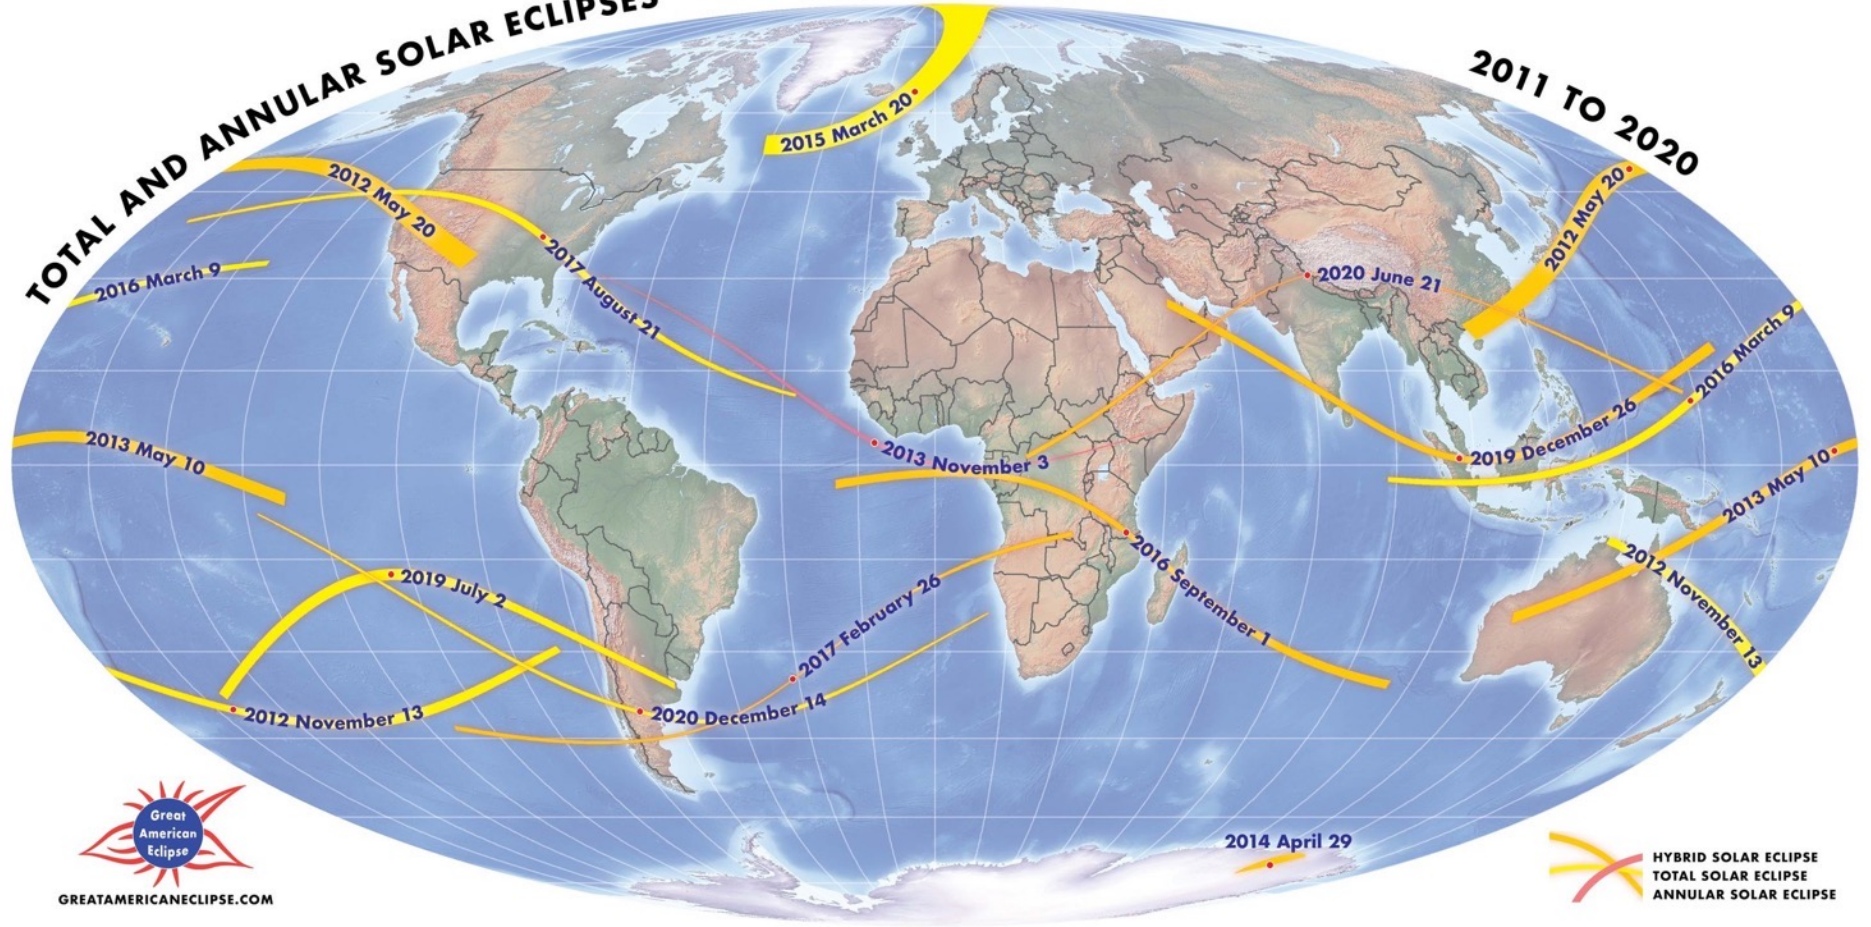 TOTAL AND ANNULAR SOLAR ECLIPSES
2011 TO 2020
2015 March 20
2012 May 20
2012 May 20
2017 August 21
2016 March 9
2020 June 21
2016 March 9
2013 May 10
2013 November 3
2019 December 26
2013 May 10
2012 November 13
2019 July 2
2016 September 1
2017 February 26
2012 November 13
2020 December 14
2014 April 29
Great
American
Eclipse
GREATAMERICANECLIPSE.COM
HYBRID SOLAR ECLIPSE
TOTAL SOLAR ECLIPSE
ANNULAR SOLAR ECLIPSE